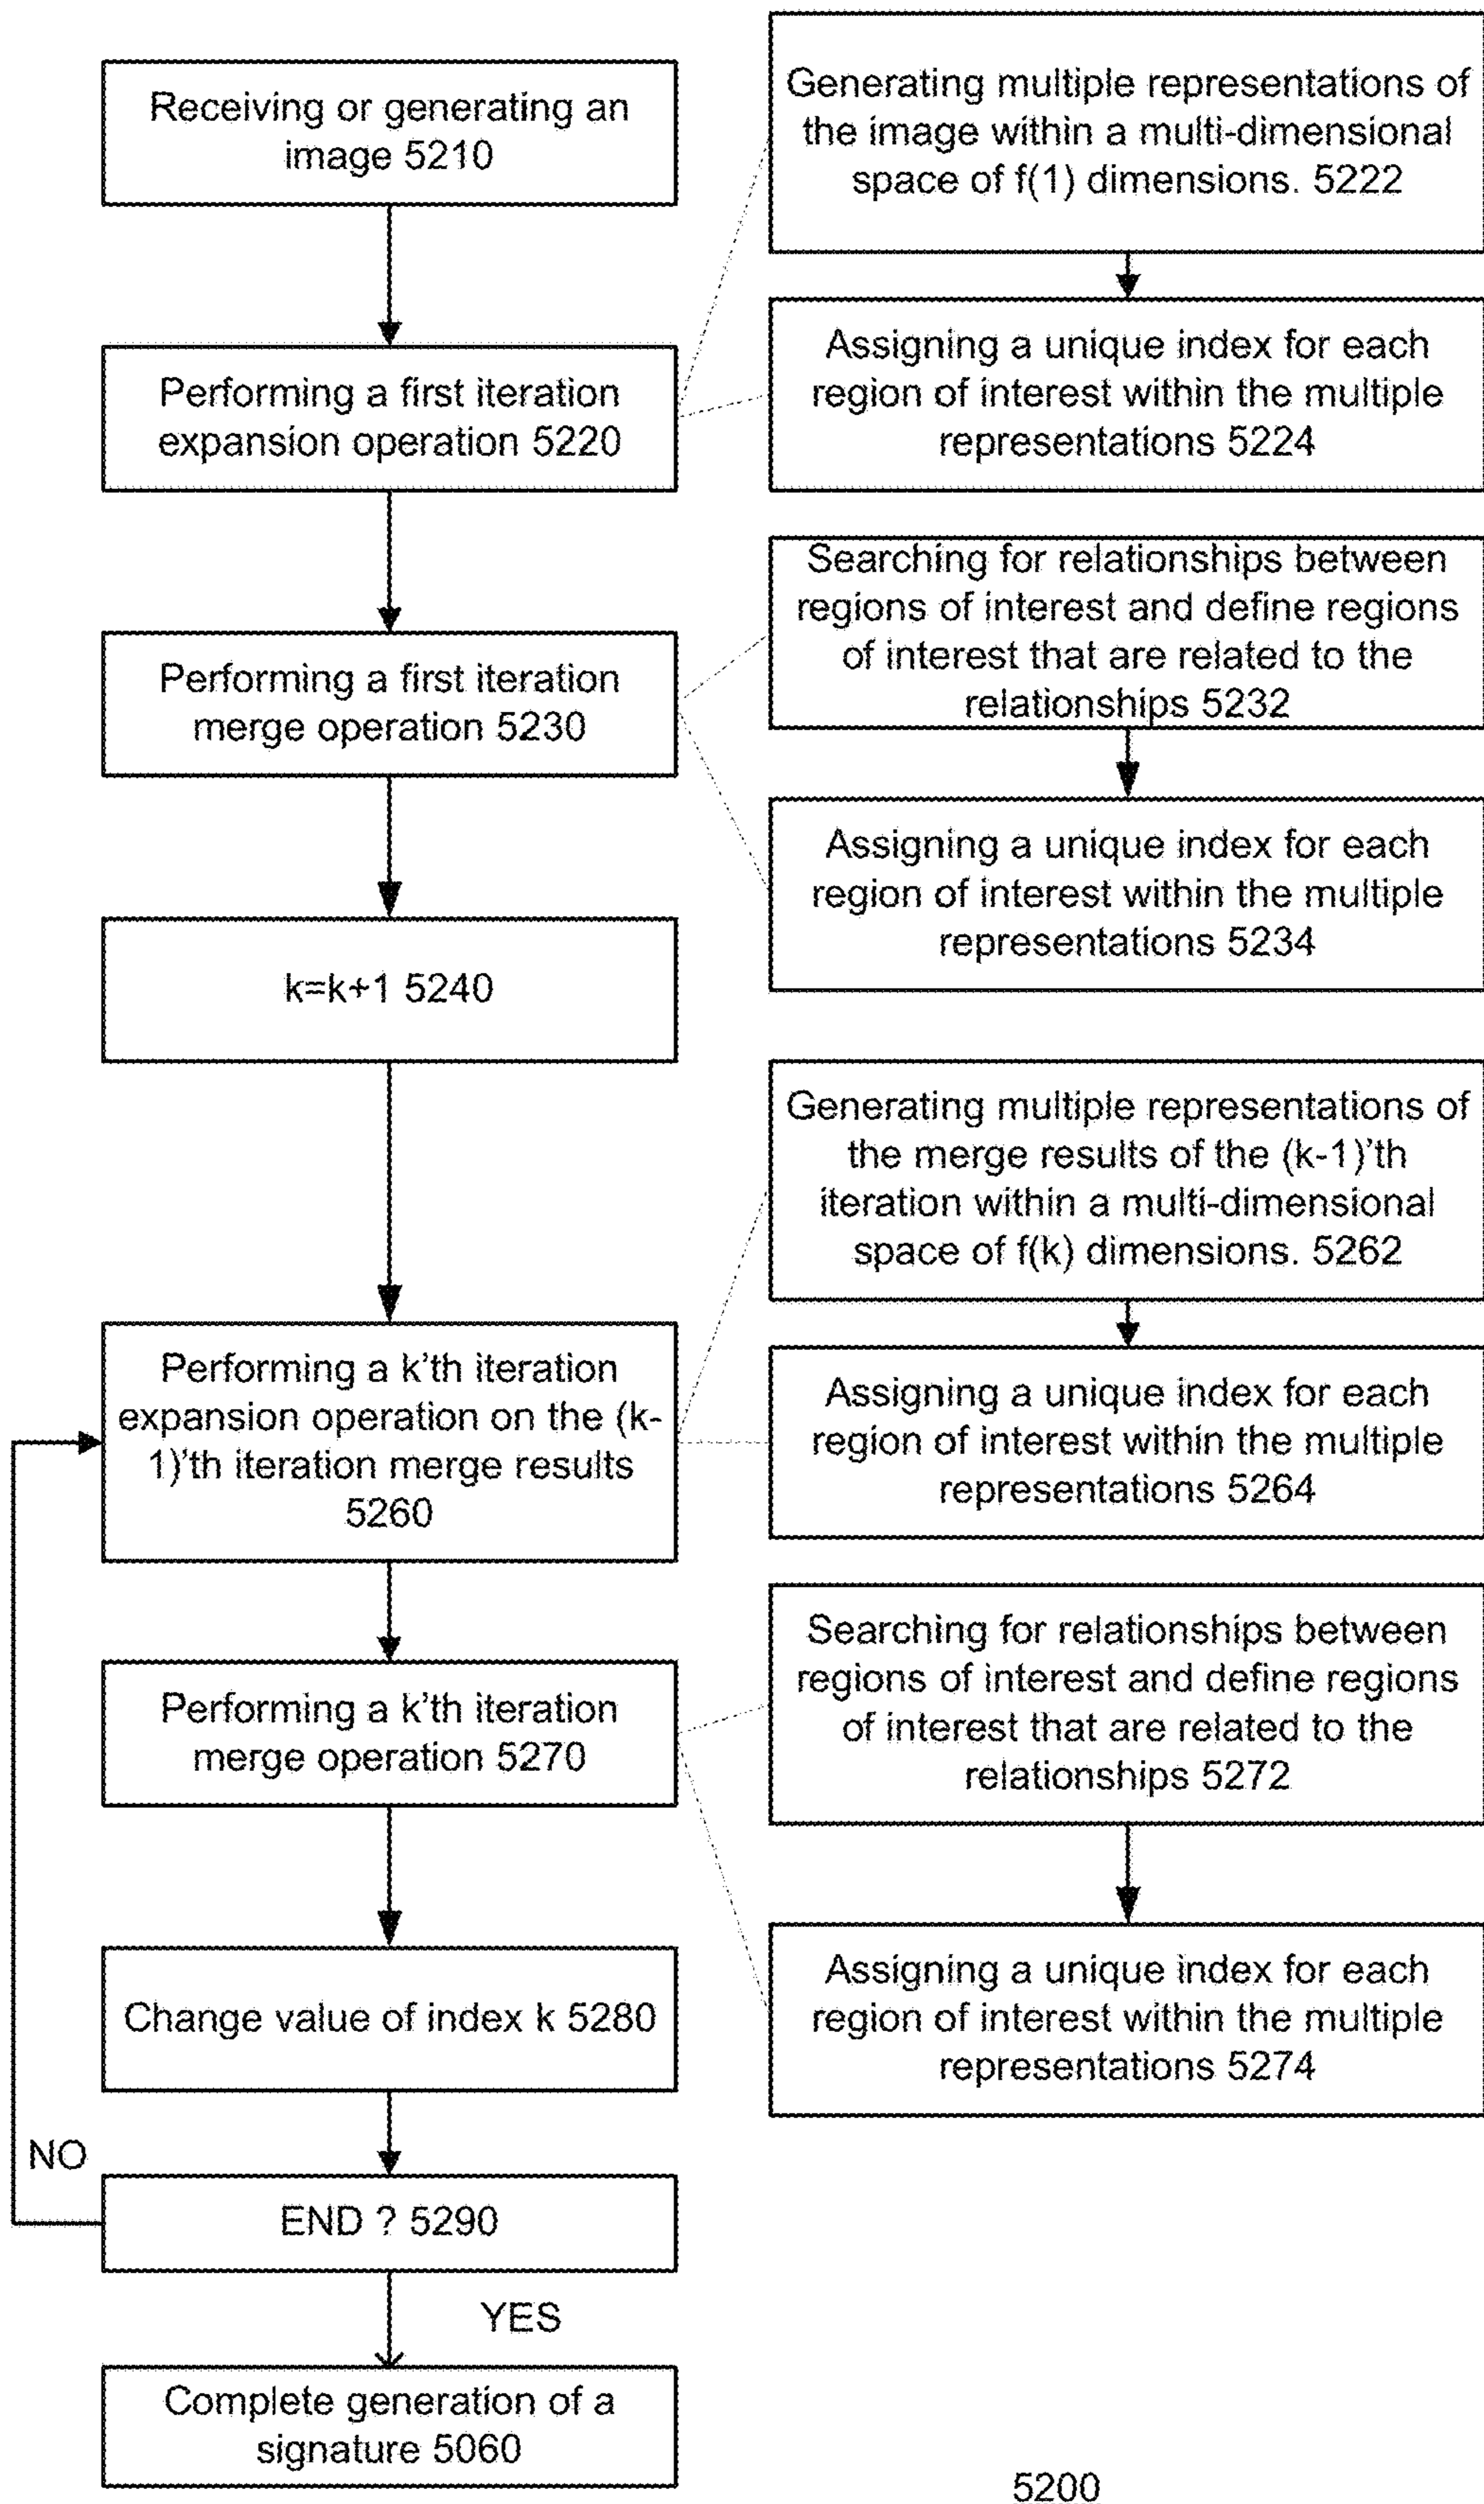 Receiving or generating an
image 5210
Generating multiple representations of
the image within a multi-dimensional
space of f(1) dimensions. 5222
Performing a first iteration
expansion operation 5220
Assigning a unique index for each
region of interest within the multiple
representations 5224
Performing a first iteration
merge operation 5230
Searching for relationships between
regions of interest and define regions
of interest that are related to the
relationships 5232
Assigning a unique index for each
region of interest within the multiple
representations 5234
k=k+1 5240
Performing a k'th iteration
expansion operation on the (k-
1)'th iteration merge results
5260
Generating multiple representations of
the merge results of the (k-1)'th
iteration within a multi-dimensional
space of f(k) dimensions. 5262
Assigning a unique index for each
region of interest within the multiple
representations 5264
Performing a k'th iteration
merge operation 5270
Searching for relationships between
regions of interest and define regions
of interest that are related to the
relationships 5272
Assigning a unique index for each
region of interest within the multiple
representations 5274
Change value of index k 5280
NO
END ? 5290
YES
Complete generation of a
signature 5060
5200